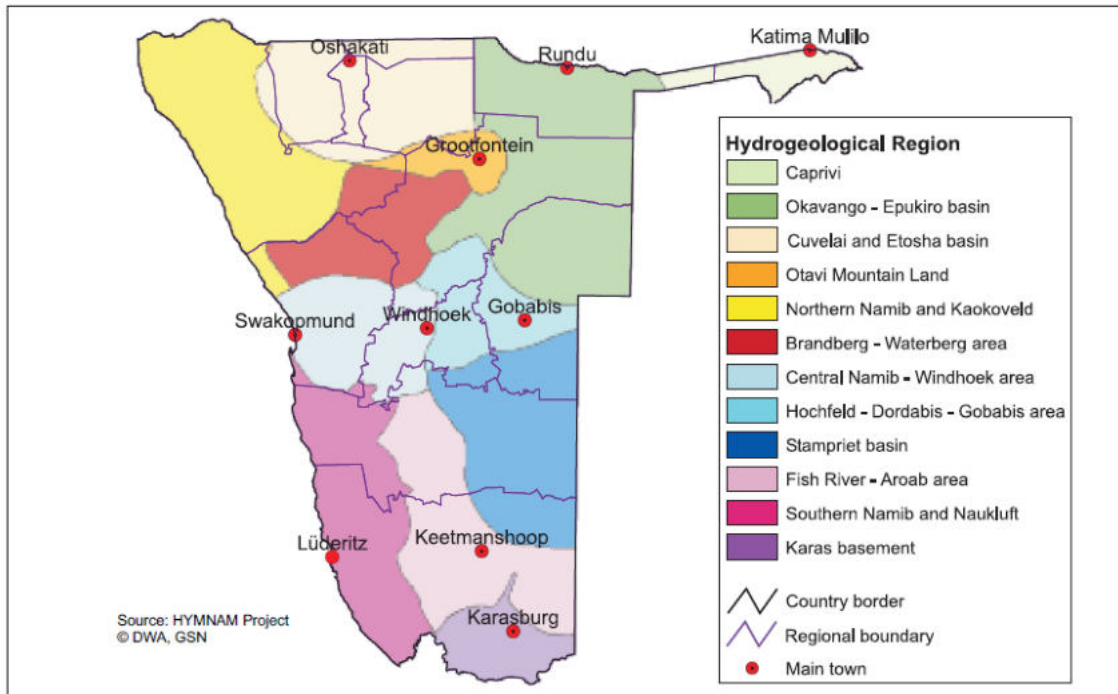 Oshakati
Rundu
Katima Mulilo
Grootfontein
Swakopmund
Windhoek
Gobabis
Lüderitz
Keetmanshoop
Karasburg
Source: HYMNAM Project
© DWA, GSN
Hydrogeological Region
Caprivi
Okavango - Epukiro basin
Cuvelai and Etosha basin
Otavi Mountain Land
Northern Namib and Kaokoveld
Brandberg - Waterberg area
Central Namib - Windhoek area
Hochfeld - Dordabis - Gobabis area
Stampriet basin
Fish River - Aroab area
Southern Namib and Naukluft
Karas basement
Country border
Regional boundary
Main town